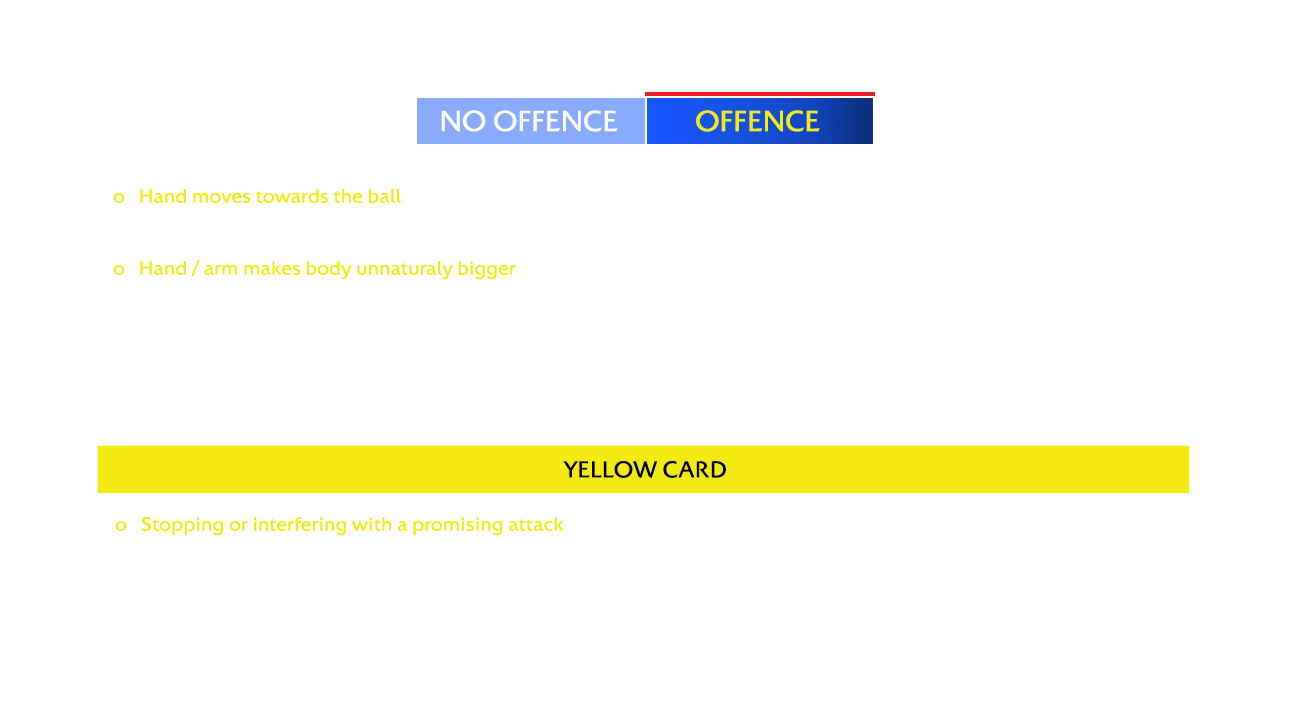 NO OFFENCE OFFENCE
o Hand moves towards the ball
o Hand / arm makes body unnaturaly bigger
YELLOW CARD
o Stopping or interfering with a promising attack